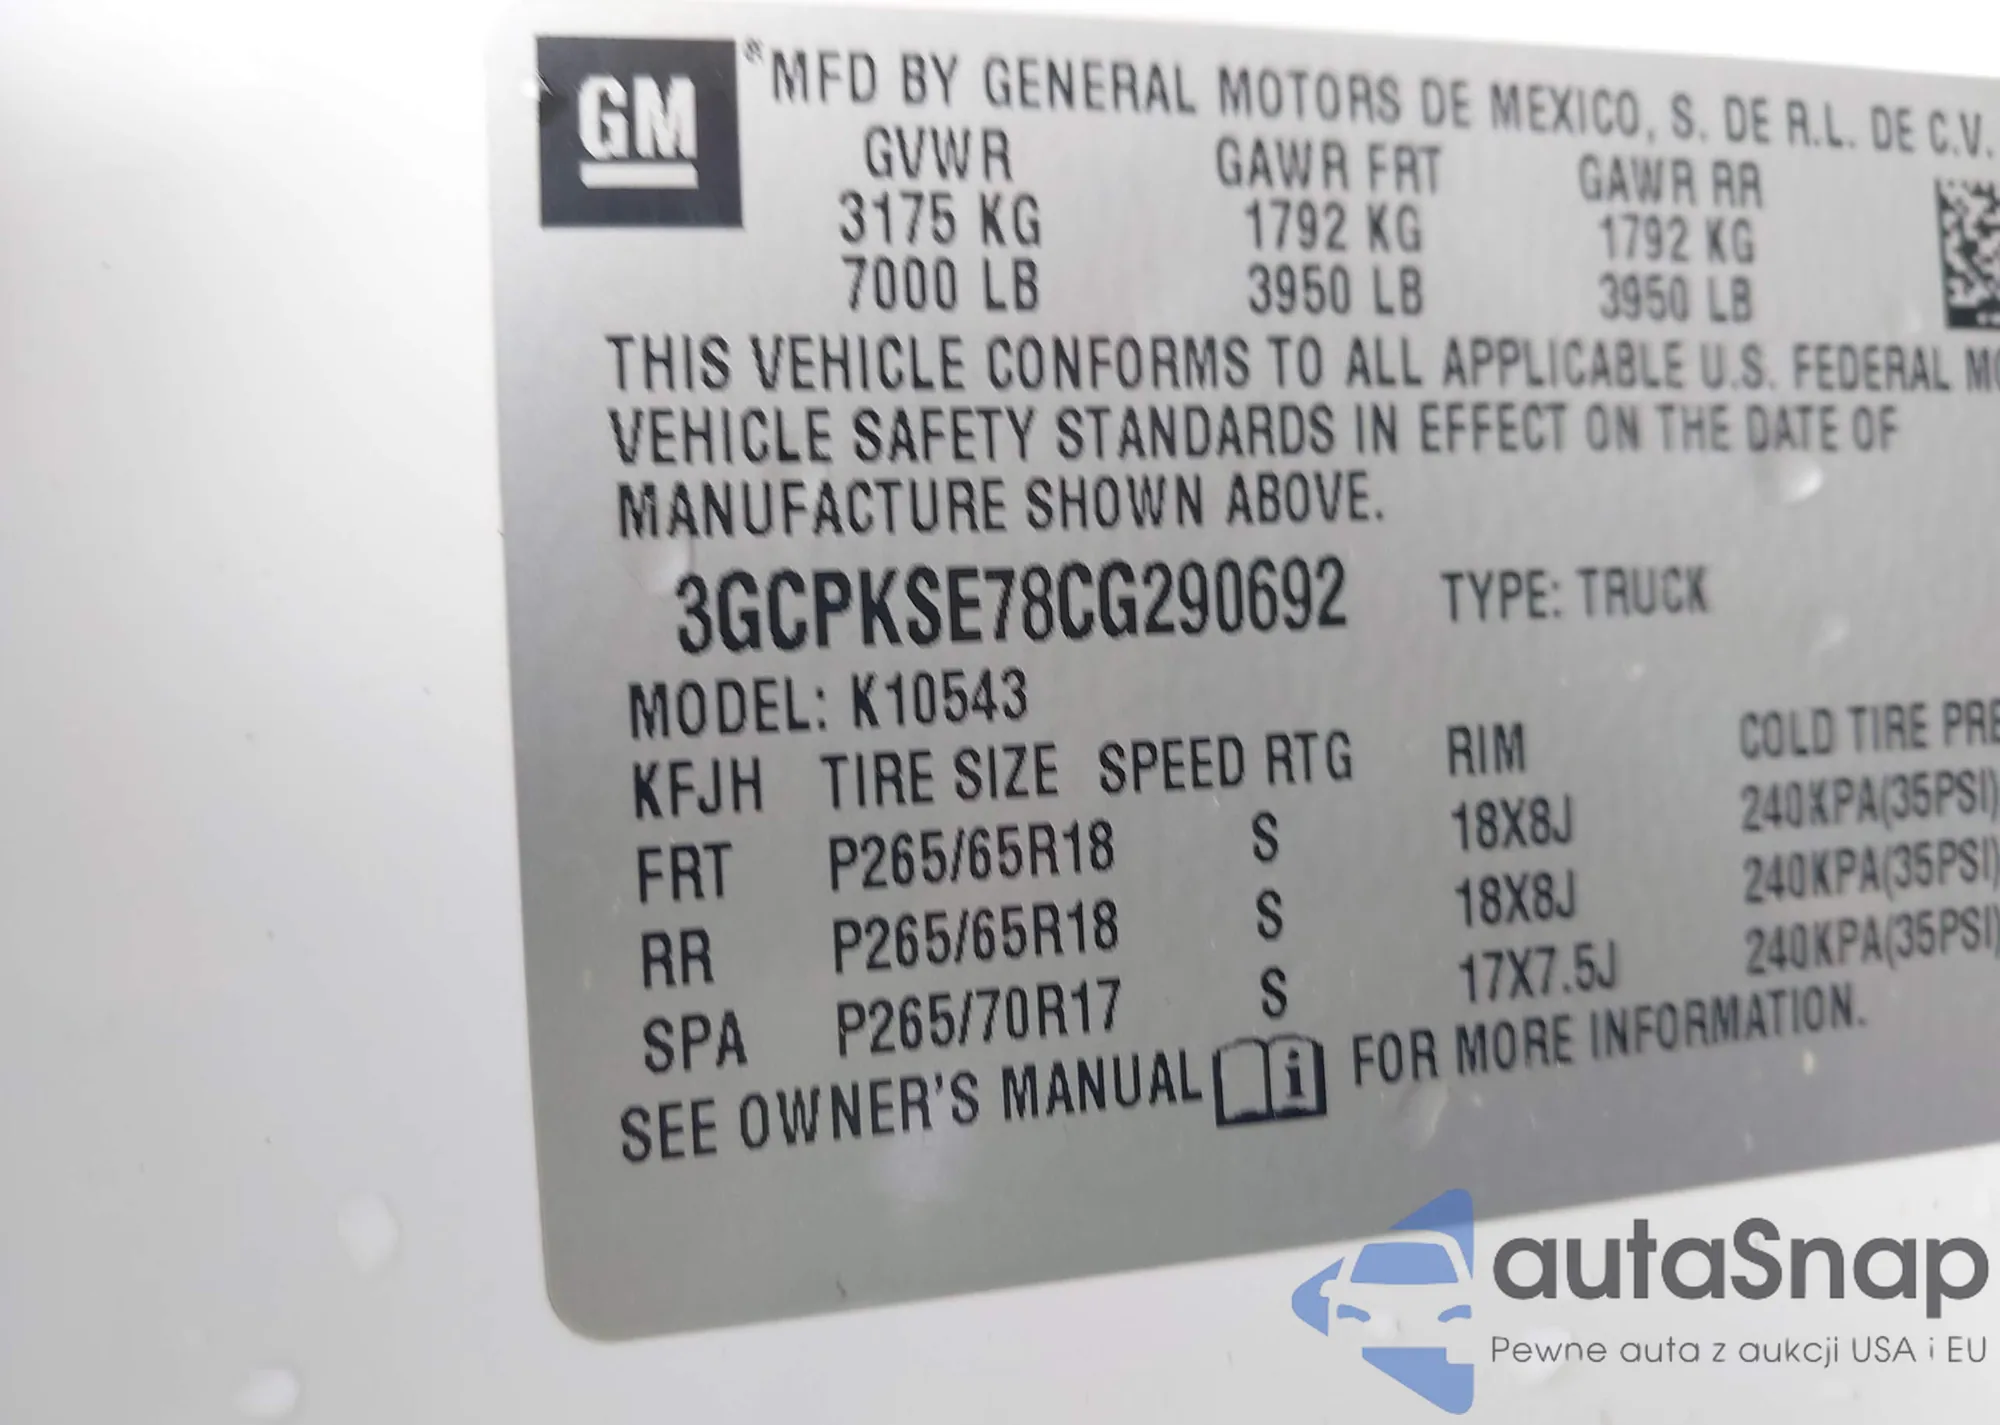 GM ®MFD BY GENERAL MOTORS DE MEXICO, S. DE R.L. DE C.V.
GVWR GAWR FRT GAWR RR
3175 KG 1792 KG 1792 KG
7000 LB 3950 LB 3950 LB
THIS VEHICLE CONFORMS TO ALL APPLICABLE U.S. FEDERAL MO
VEHICLE SAFETY STANDARDS IN EFFECT ON THE DATE OF
MANUFACTURE SHOWN ABOVE.
3GCPKSE78CG290692 TYPE: TRUCK
MODEL: K10543
KFJH TIRE SIZE SPEED RTG RIM COLD TIRE PRE
FRT P265/65R18 S 18X8J 240KPA(35PSI)
RR P265/65R18 S 18X8J 240KPA(35PSI)
SPA P265/70R17 S 17X7.5J 240KPA(35PSI)
SEE OWNER'S MANUAL i FOR MORE INFORMATION.
autaSnap
Pewne auta z aukcji USA i EU